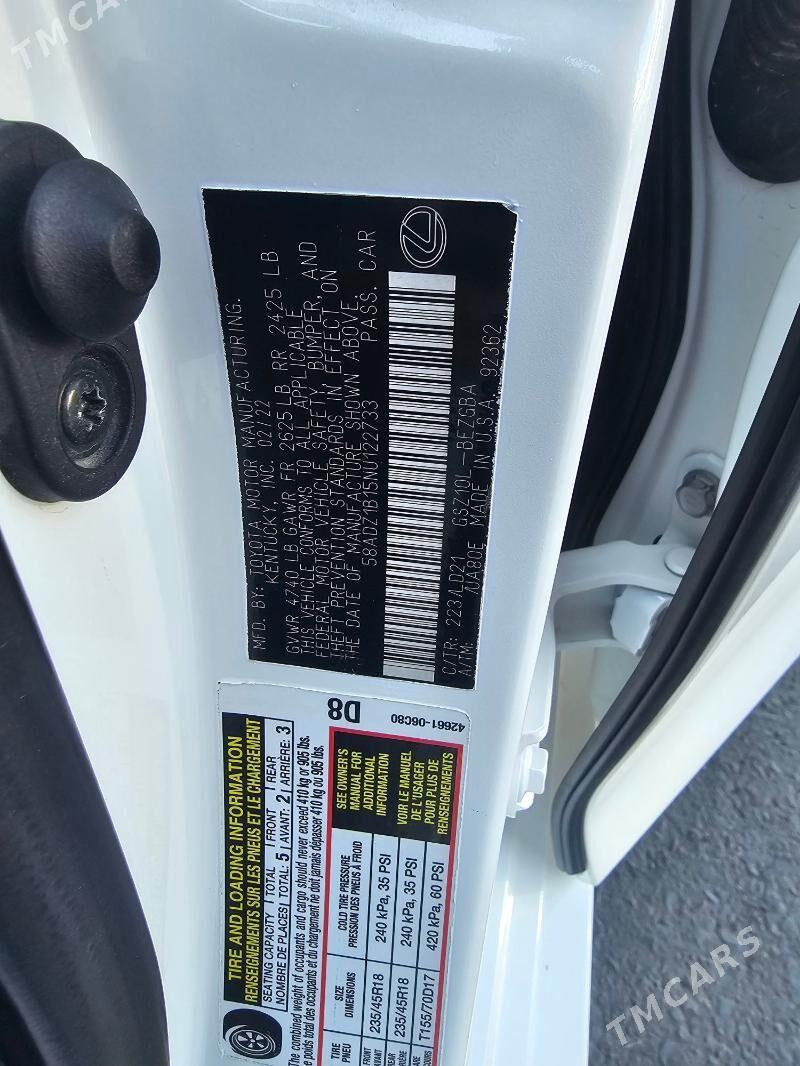 TMCARS
MFD. BY: TOYOTA MOTOR MANUFACTURING.
KENTUCKY, INC. 02/22
GVWR 4740 LB GAWR FR 2625 LB RR 2425 LB
THIS VEHICLE CONFORMS TO ALL APPLICABLE
FEDERAL MOTOR VEHICLE SAFETY, BUMPER, AND
THEFT PREVENTION STANDARDS IN EFFECT ON
THE DATE OF MANUFACTURE SHOWN ABOVE.
58ADZ1B15NU122733 PASS. CAR
C/TR: 223/LD21 GSZ10L-BEZGBA
A/TM: /UA80E MADE IN U.S.A. 92362
TIRE AND LOADING INFORMATION
RENSEIGNEMENTS SUR LES PNEUS ET LE CHARGEMENT
D8
42661-06C80
SEATING CAPACITY TOTAL FRONT REAR
NOMBRE DE PLACES TOTAL: 5 AVANT: 2 ARRIÈRE: 3
The combined weight of occupants and cargo should never exceed 410 kg or 905 lbs.
Le poids total des occupants et du chargement ne doit jamais dépasser 410 kg ou 905 lbs.
TIRE SIZE COLD TIRE PRESSURE
PNEU DIMENSIONS PRESSION DES PNEUS À FROID
235/45R18 240 kPa, 35 PSI
235/45R18 240 kPa, 35 PSI
T155/70D17 420 kPa, 60 PSI
SEE OWNER'S
MANUAL FOR
ADDITIONAL
INFORMATION
VOIR LE MANUEL
DE L'USAGER
POUR PLUS DE
RENSEIGNEMENTS
TMCARS